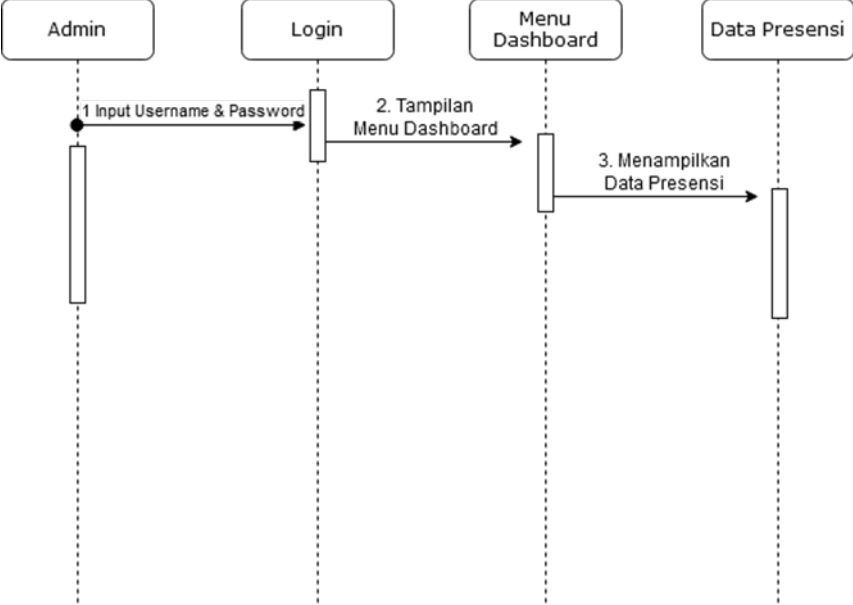 Admin
Login
Menu
Dashboard
Data Presensi
1 Input Username & Password
2. Tampilan
Menu Dashboard
3. Menampilkan
Data Presensi